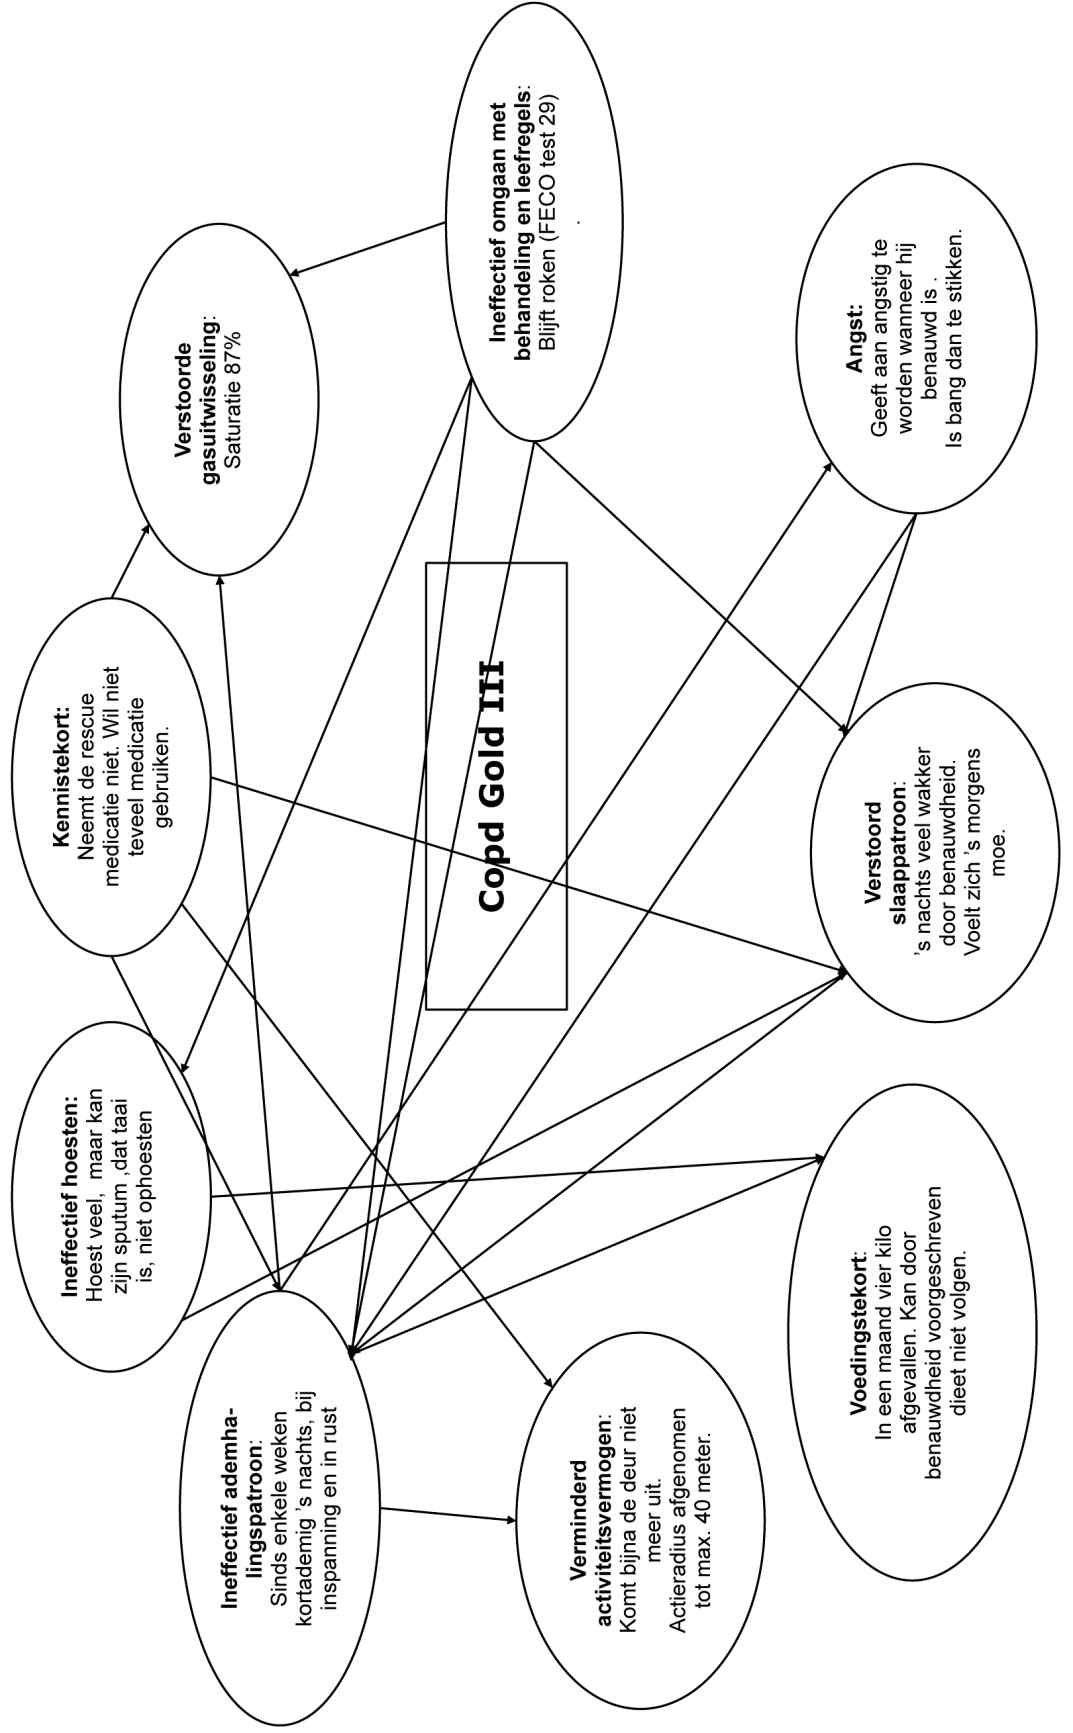 Ineffectief hoesten:
Hoest veel,  maar kan
zijn sputum ,dat taai
is, niet ophoesten
Kennistekort:
Neemt de rescue
medicatie niet. Wil niet
teveel medicatie
gebruiken.
Verstoorde
gasuitwisseling:
Saturatie 87%
Ineffectief ademha-
lingspatroon:
Sinds enkele weken
kortademig ’s nachts, bij
inspanning en in rust
Copd Gold III
Ineffectief omgaan met
behandeling en leefregels:
Blijft roken (FECO test 29)
.
Verminderd
activiteitsvermogen:
Komt bijna de deur niet
meer uit.
Actieradius afgenomen
tot max. 40 meter.
Voedingstekort:
In een maand vier kilo
afgevallen. Kan door
benauwdheid voorgeschreven
dieet niet volgen.
Verstoord
slaappatroon:
’s nachts veel wakker
door benauwdheid.
Voelt zich ’s morgens
moe.
Angst:
Geeft aan angstig te
worden wanneer hij
benauwd is .
Is bang dan te stikken.